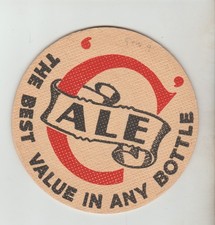 'C'
ALE
THE BEST VALUE IN ANY BOTTLE